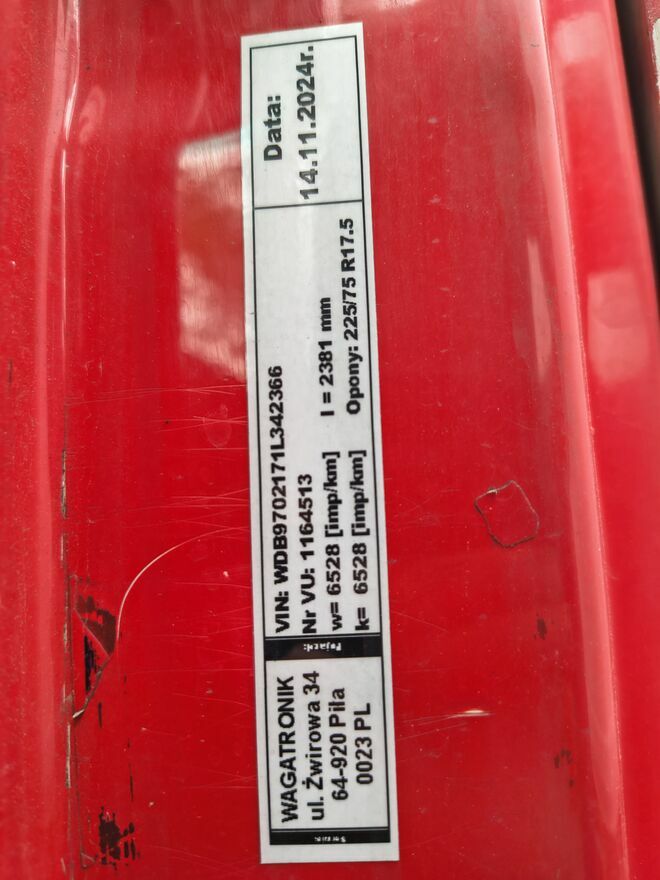 WAGATRONIK
ul. Żwirowa 34
64-920 Piła
0023 PL
VIN: WDB9702171L342366
Nr VU: 1164513
w= 6528 [imp/km] l = 2381 mm
k= 6528 [imp/km] Opony: 225/75 R17.5
Data:
14.11.2024r.